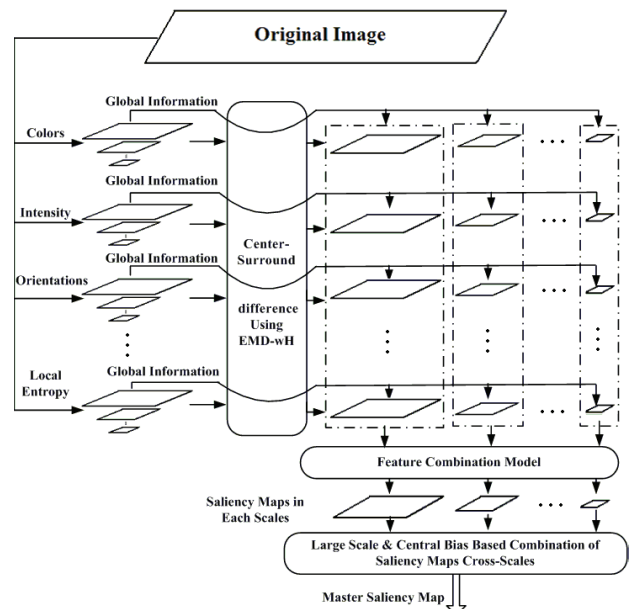 Original Image
Global Information
Colors
Global Information
Intensity
Center-
Surround
Global Information
Orientations
difference
Using
EMD-wH
Global Information
Local
Entropy
Feature Combination Model
Saliency Maps in
Each Scales
Large Scale & Central Bias Based Combination of
Saliency Maps Cross-Scales
Master Saliency Map